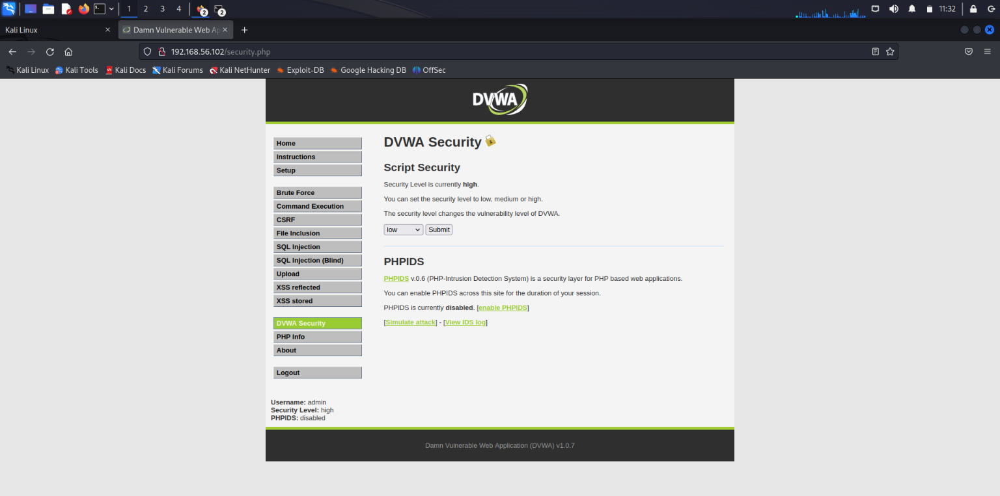 1 2 3 4 2 2 11:32
Kali Linux × Damn Vulnerable Web Ap × +
192.168.56.102/security.php
Kali Linux Kali Tools Kali Docs Kali Forums Kali NetHunter Exploit-DB Google Hacking DB OffSec
DVWA
Home
Instructions
Setup
Brute Force
Command Execution
CSRF
File Inclusion
SQL Injection
SQL Injection (Blind)
Upload
XSS reflected
XSS stored
DVWA Security
PHP Info
About
Logout
DVWA Security
Script Security
Security Level is currently high.
You can set the security level to low, medium or high.
The security level changes the vulnerability level of DVWA.
low Submit
PHPIDS
PHPIDS v.0.6 (PHP-Intrusion Detection System) is a security layer for PHP based web applications.
You can enable PHPIDS across this site for the duration of your session.
PHPIDS is currently disabled. [enable PHPIDS]
[Simulate attack] - [View IDS log]
Username: admin
Security Level: high
PHPIDS: disabled
Damn Vulnerable Web Application (DVWA) v1.0.7